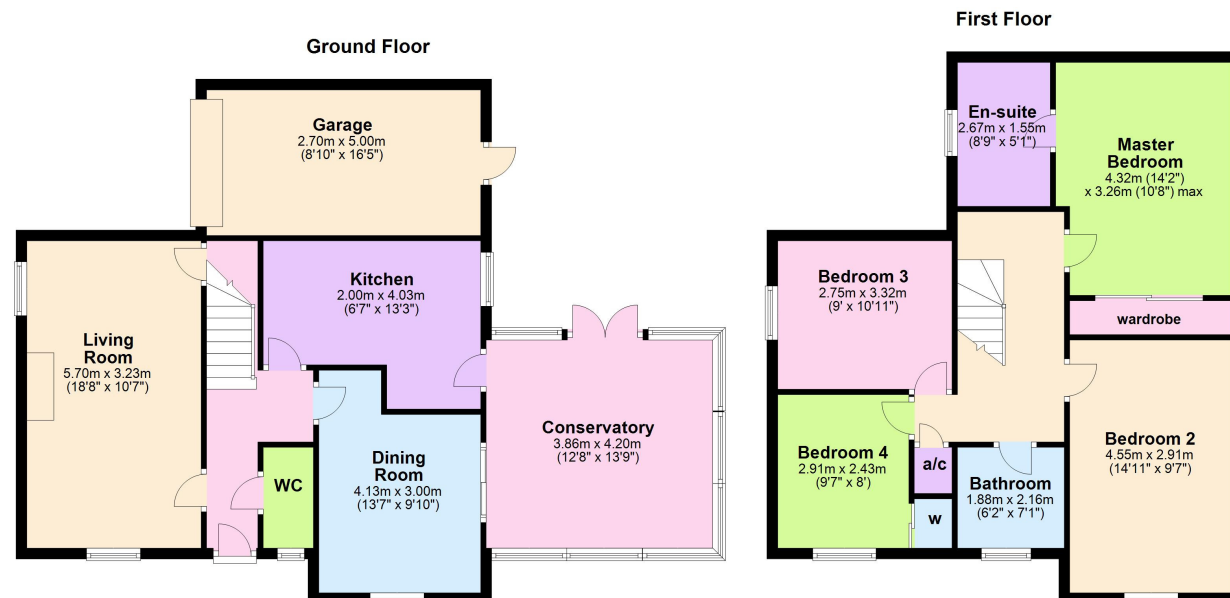 Ground Floor
Garage
2.70m x 5.00m
(8'10" x 16'5")
Kitchen
2.00m x 4.03m
(6'7" x 13'3")
Living
Room
5.70m x 3.23m
(18'8" x 10'7")
Conservatory
3.86m x 4.20m
(12'8" x 13'9")
Dining
Room
4.13m x 3.00m
(13'7" x 9'10")
WC
First Floor
En-suite
2.67m x 1.55m
(8'9" x 5'1")
Master
Bedroom
4.32m (14'2")
x 3.26m (10'8") max
Bedroom 3
2.75m x 3.32m
(9' x 10'11")
wardrobe
Bedroom 4
2.91m x 2.43m
(9'7" x 8')
a/c
w
Bathroom
1.88m x 2.16m
(6'2" x 7'1")
Bedroom 2
4.55m x 2.91m
(14'11" x 9'7")